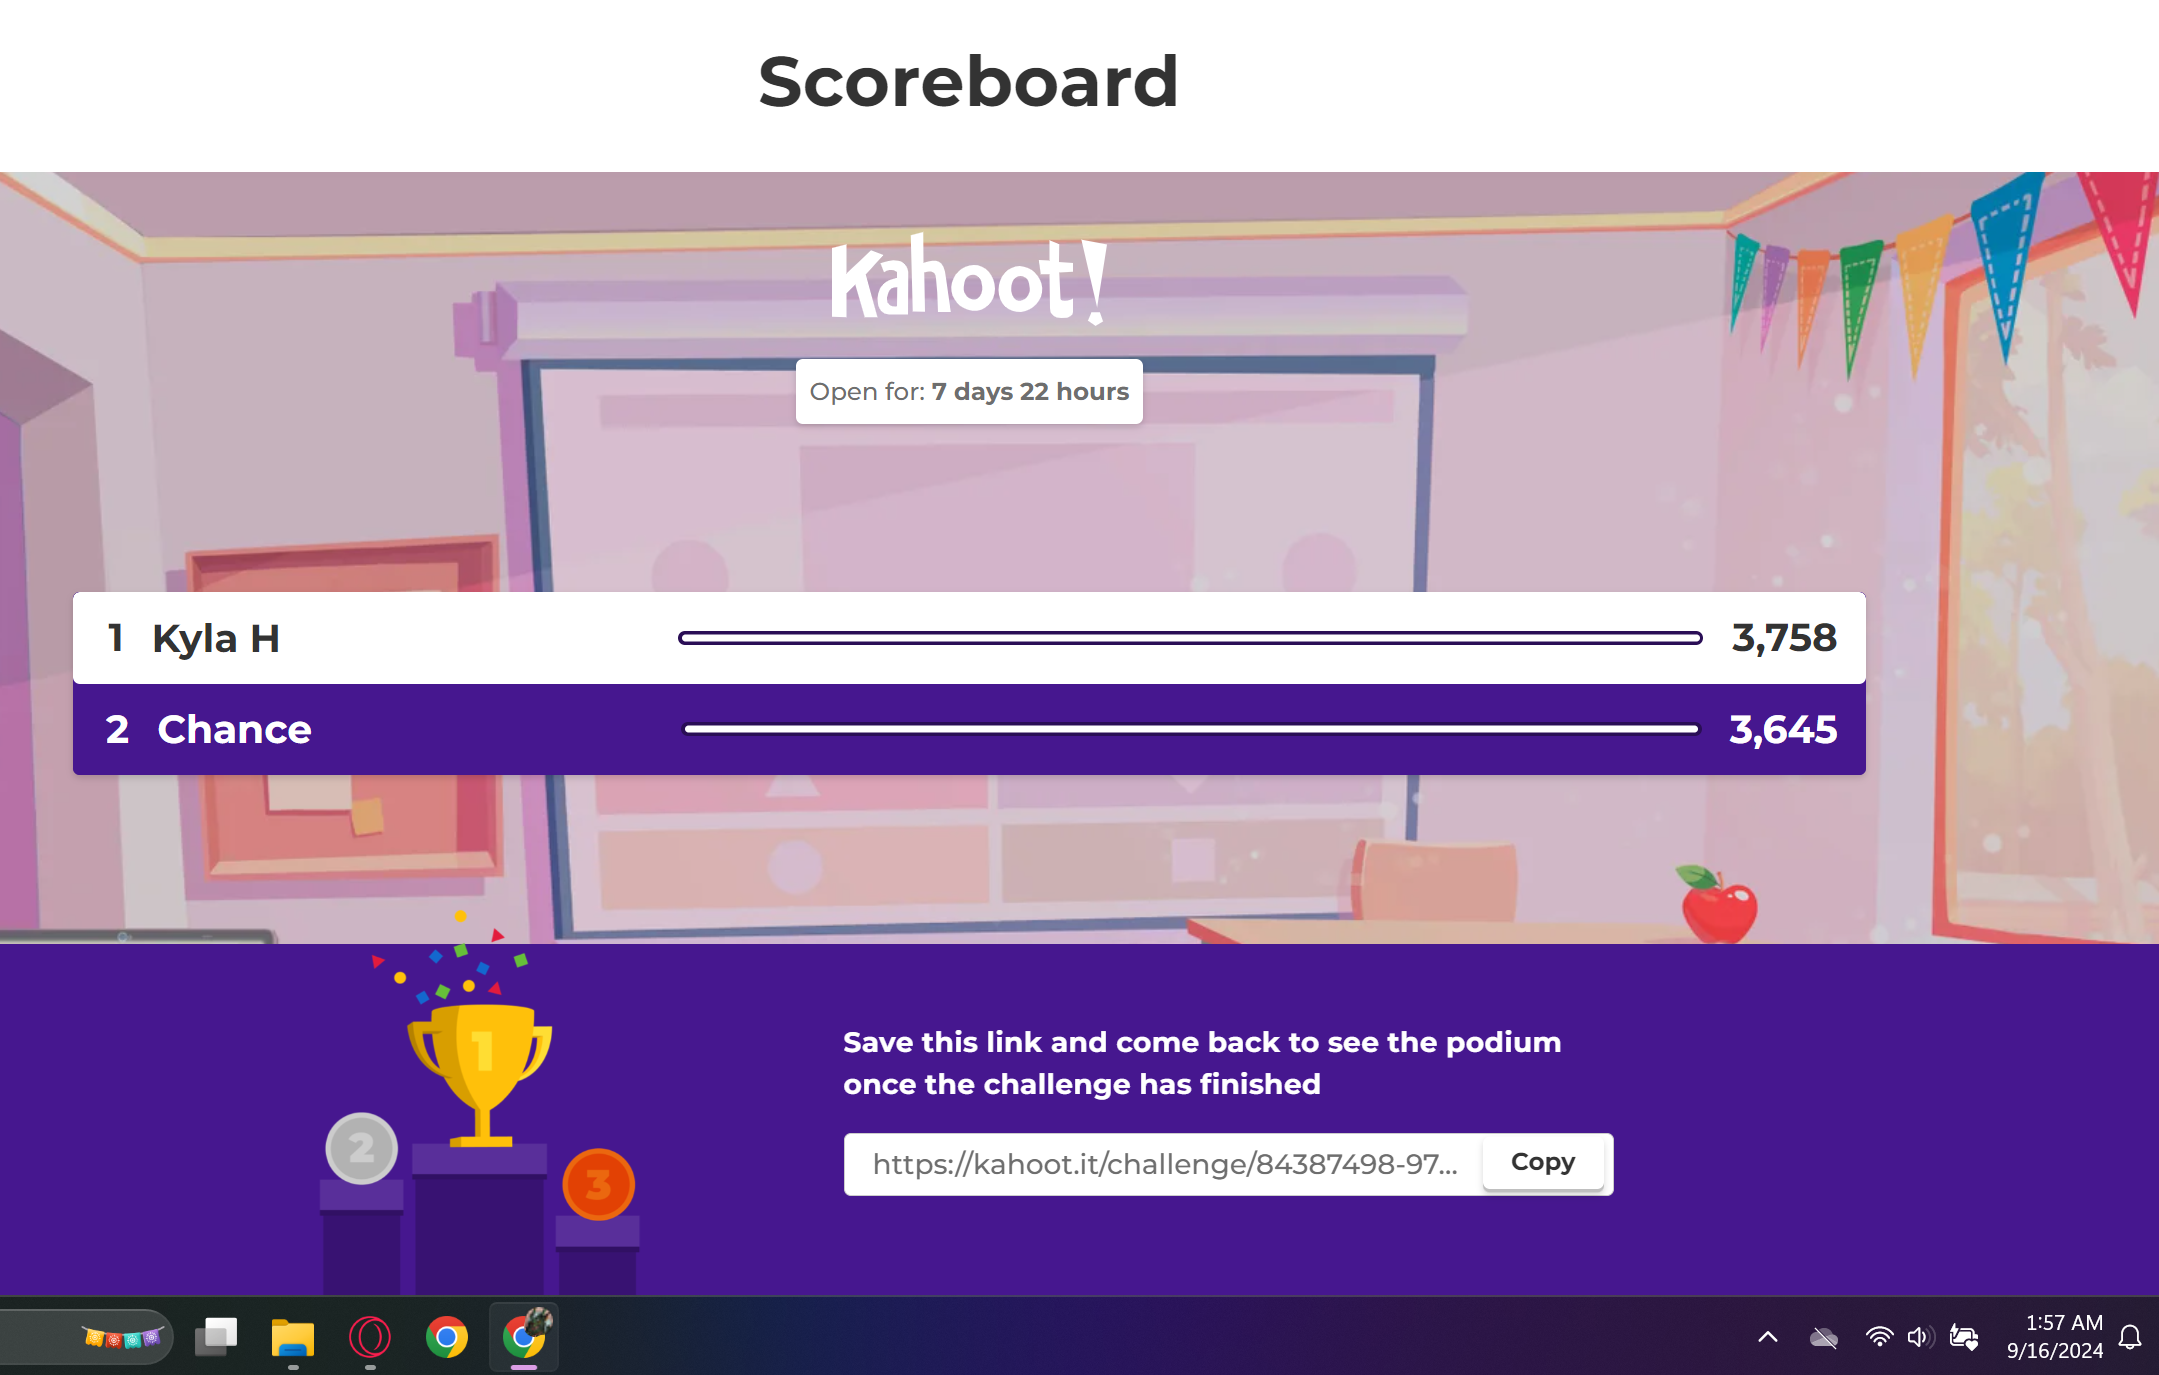 Scoreboard
Kahoot!
Open for: 7 days 22 hours
1 Kyla H 3,758
2 Chance 3,645
1
2
3
Save this link and come back to see the podium
once the challenge has finished
https://kahoot.it/challenge/84387498-97... Copy
1:57 AM
9/16/2024